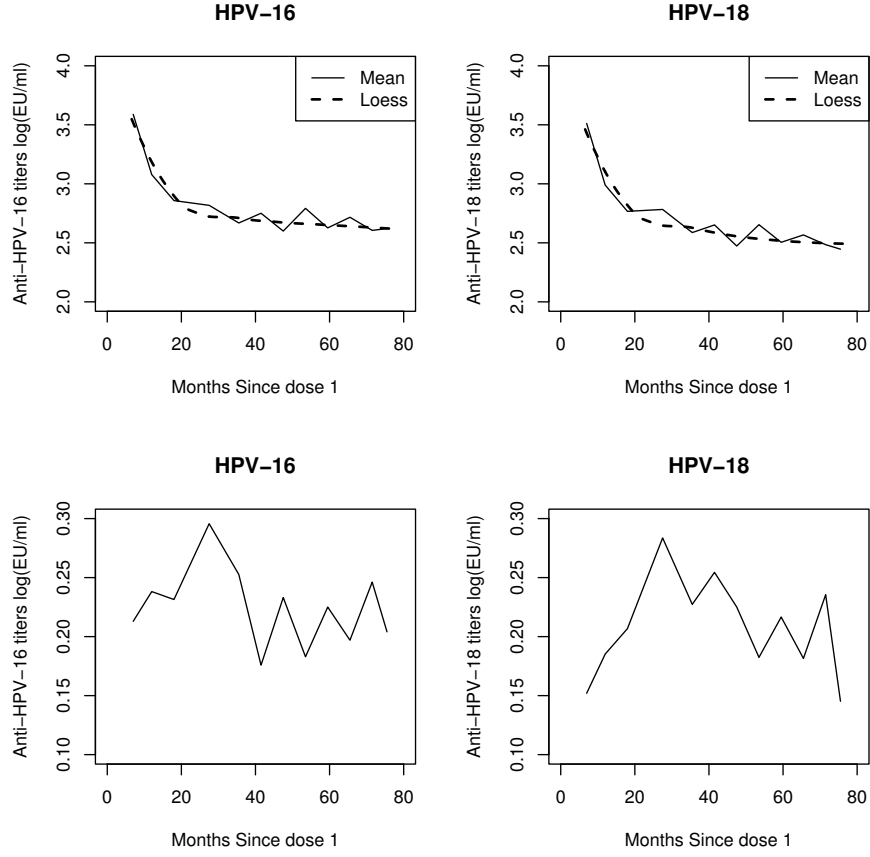 HPV−16
Anti−HPV−16 titers log(EU/ml)
4.0
3.5
3.0
2.5
2.0
Mean
Loess
0 20 40 60 80
Months Since dose 1
HPV−18
Anti−HPV−18 titers log(EU/ml)
4.0
3.5
3.0
2.5
2.0
Mean
Loess
0 20 40 60 80
Months Since dose 1
HPV−16
Anti−HPV−16 titers log(EU/ml)
0.30
0.25
0.20
0.15
0.10
0 20 40 60 80
Months Since dose 1
HPV−18
Anti−HPV−18 titers log(EU/ml)
0.30
0.25
0.20
0.15
0.10
0 20 40 60 80
Months Since dose 1